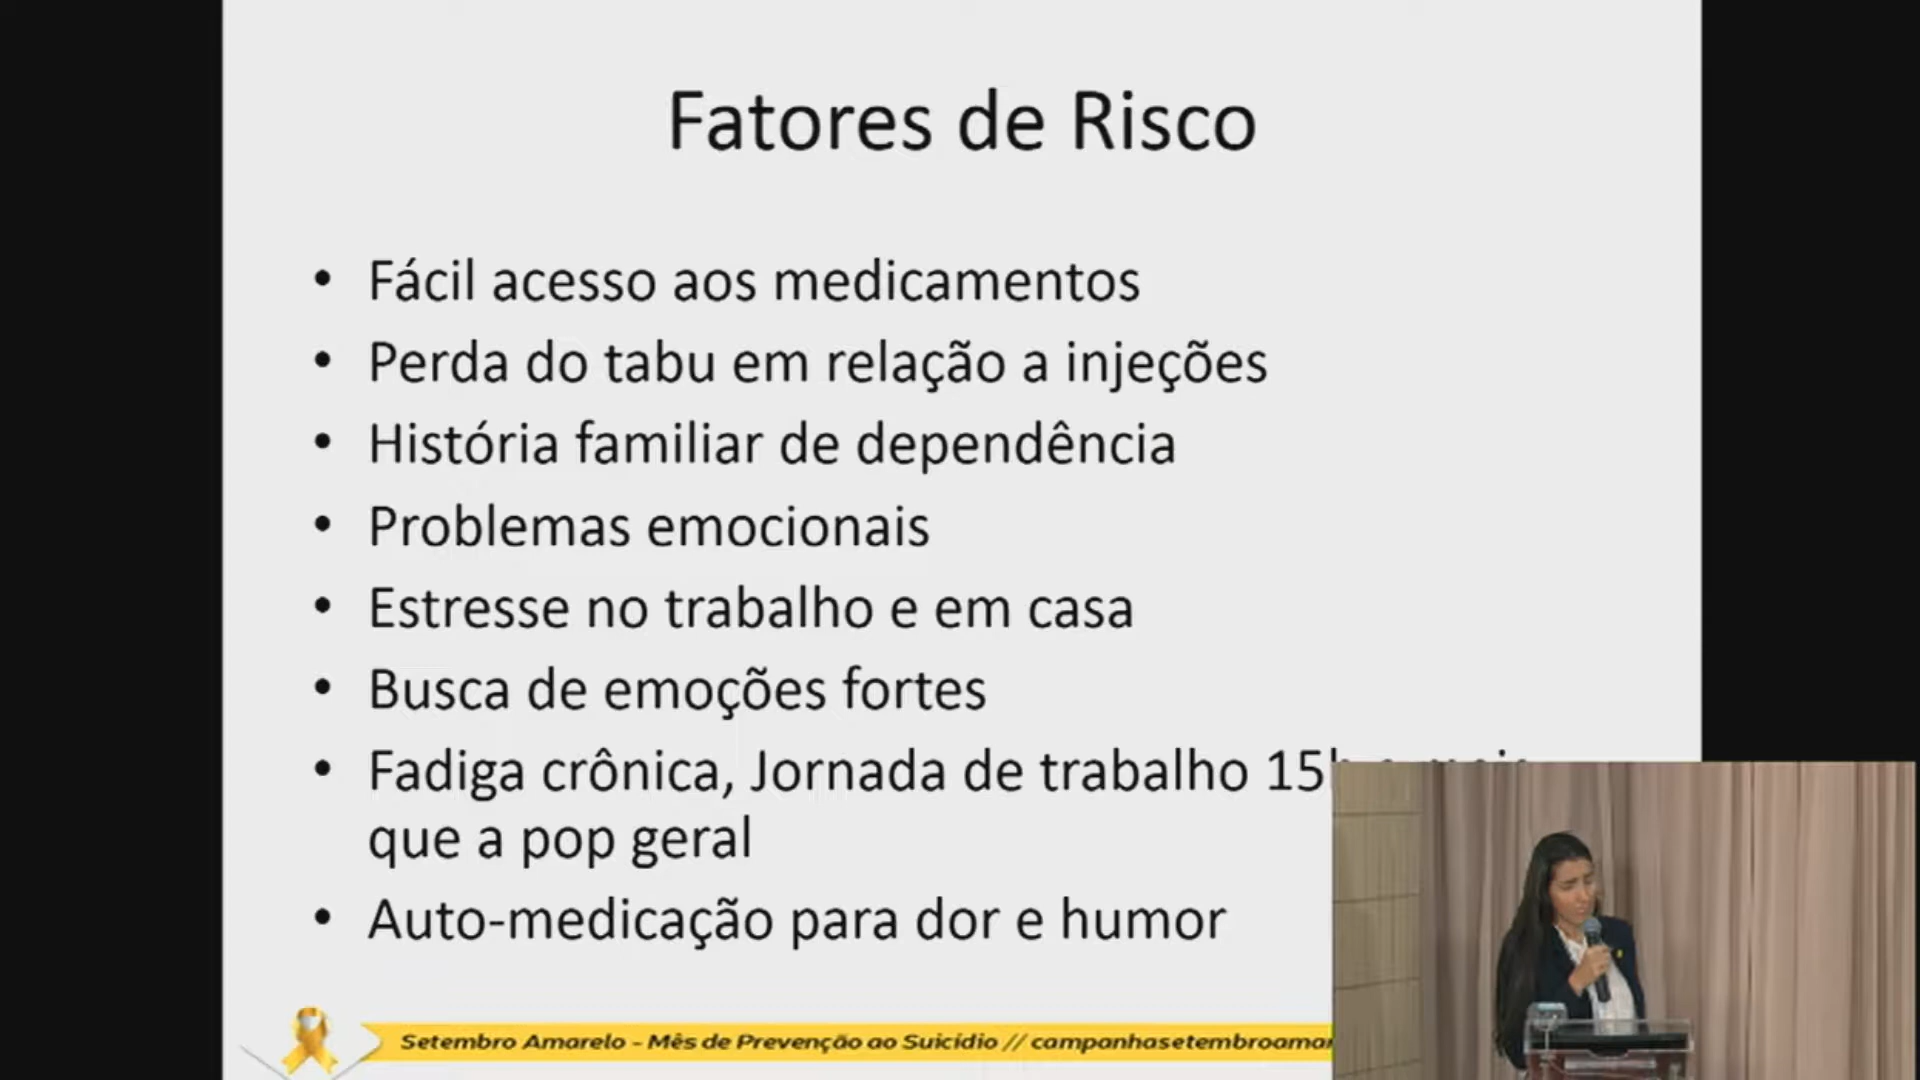 Fatores de Risco
• Fácil acesso aos medicamentos
• Perda do tabu em relação a injeções
• História familiar de dependência
• Problemas emocionais
• Estresse no trabalho e em casa
• Busca de emoções fortes
• Fadiga crônica, Jornada de trabalho 15h
que a pop geral
• Auto-medicação para dor e humor
Setembro Amarelo - Mês de Prevenção ao Suicídio // campanhasetembroamar